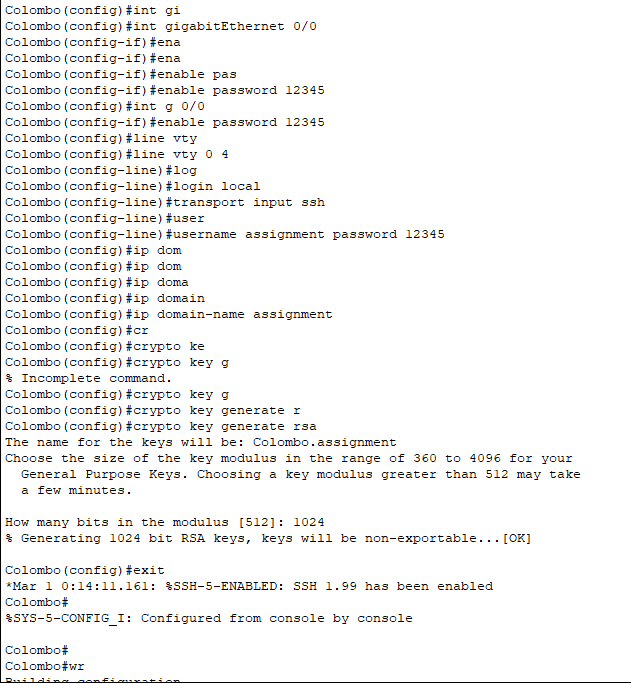 Colombo(config)#int gi
Colombo(config)#int gigabitEthernet 0/0
Colombo(config-if)#ena
Colombo(config-if)#ena
Colombo(config-if)#enable pas
Colombo(config-if)#enable password 12345
Colombo(config)#int g 0/0
Colombo(config-if)#enable password 12345
Colombo(config)#line vty
Colombo(config)#line vty 0 4
Colombo(config-line)#log
Colombo(config-line)#login local
Colombo(config-line)#transport input ssh
Colombo(config-line)#user
Colombo(config-line)#username assignment password 12345
Colombo(config)#ip dom
Colombo(config)#ip dom
Colombo(config)#ip doma
Colombo(config)#ip domain
Colombo(config)#ip domain-name assignment
Colombo(config)#cr
Colombo(config)#crypto ke
Colombo(config)#crypto key g
% Incomplete command.
Colombo(config)#crypto key g
Colombo(config)#crypto key generate r
Colombo(config)#crypto key generate rsa
The name for the keys will be: Colombo.assignment
Choose the size of the key modulus in the range of 360 to 4096 for your
General Purpose Keys. Choosing a key modulus greater than 512 may take
a few minutes.
How many bits in the modulus [512]: 1024
% Generating 1024 bit RSA keys, keys will be non-exportable...[OK]
Colombo(config)#exit
*Mar 1 0:14:11.161: %SSH-5-ENABLED: SSH 1.99 has been enabled
Colombo#
%SYS-5-CONFIG_I: Configured from console by console
Colombo#
Colombo#wr
Building configuration